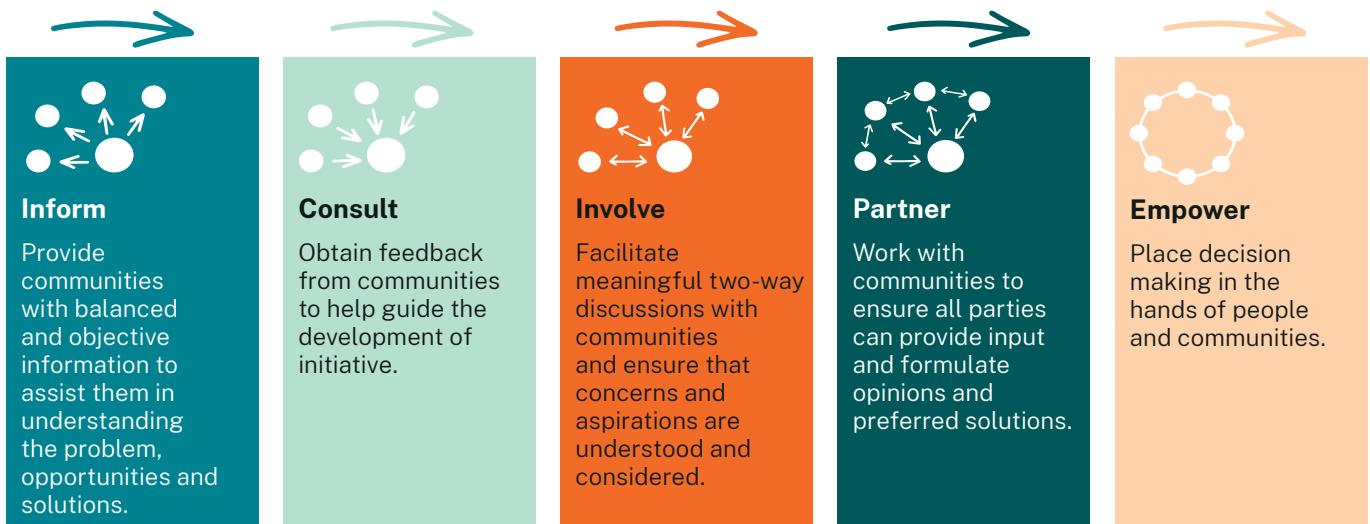 Inform
Provide
communities
with balanced
and objective
information to
assist them in
understanding
the problem,
opportunities and
solutions.
Consult
Obtain feedback
from communities
to help guide the
development of
initiative.
Involve
Facilitate
meaningful two-way
discussions with
communities
and ensure that
concerns and
aspirations are
understood and
considered.
Partner
Work with
communities to
ensure all parties
can provide input
and formulate
opinions and
preferred solutions.
Empower
Place decision
making in the
hands of people
and communities.